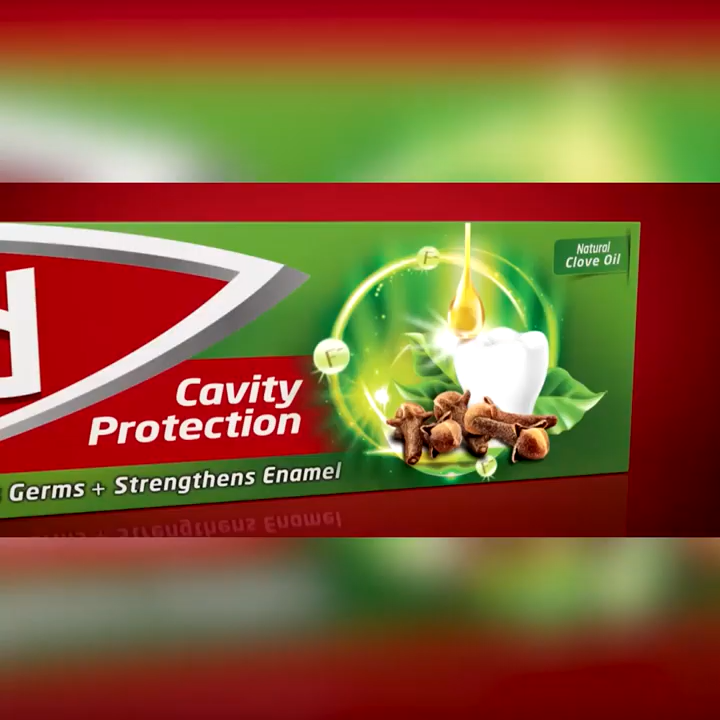 Natural
Clove Oil
d
Cavity
Protection
Germs + Strengthens Enamel